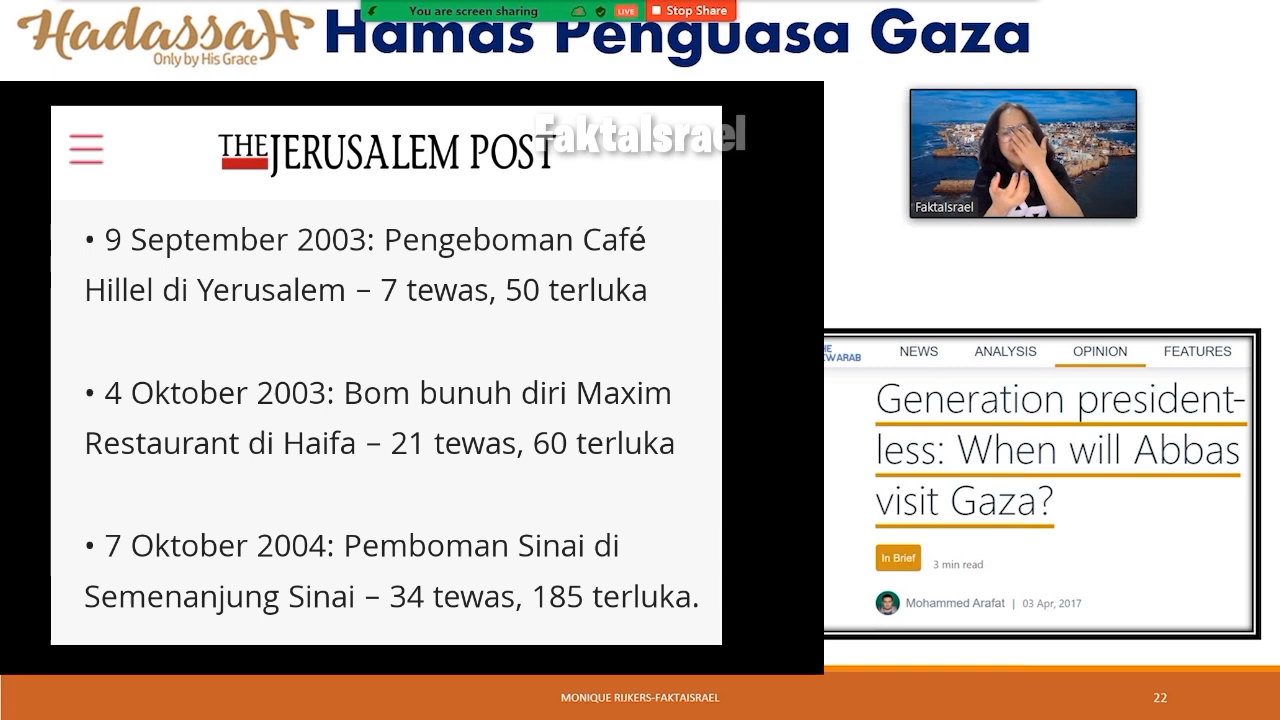 You are screen sharing
LIVE
Stop Share
Hadassah
Only by His Grace
Hamas Penguasa Gaza
THE JERUSALEM POST
FaktaIsrael
• 9 September 2003: Pengeboman Café
Hillel di Yerusalem – 7 tewas, 50 terluka
• 4 Oktober 2003: Bom bunuh diri Maxim
Restaurant di Haifa – 21 tewas, 60 terluka
• 7 Oktober 2004: Pemboman Sinai di
Semenanjung Sinai – 34 tewas, 185 terluka.
FaktaIsrael
NEWS ANALYSIS OPINION FEATURES
Generation president-
less: When will Abbas
visit Gaza?
In Brief
3 min read
Mohammed Arafat | 03 Apr, 2017
MONIQUE RIJKERS-FAKTAISRAEL
22